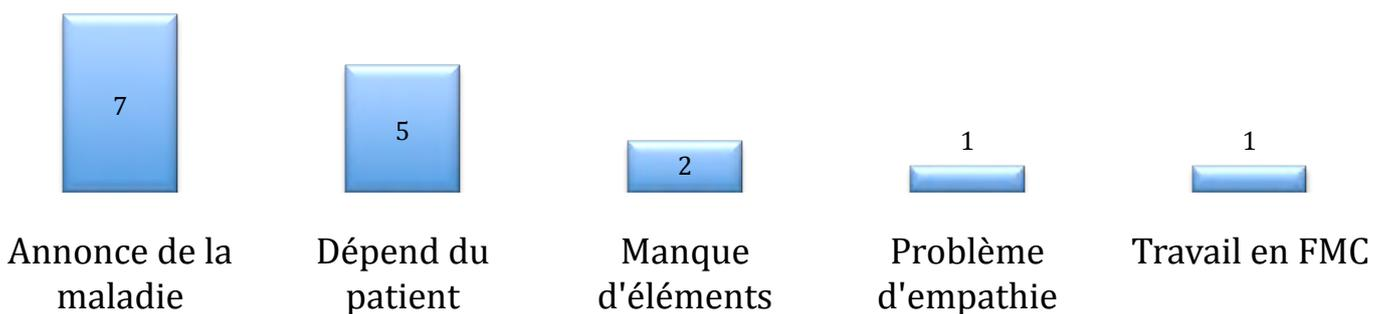 7
5
2
1
1
Annonce de la
maladie
Dépend du
patient
Manque
d'éléments
Problème
d'empathie
Travail en FMC